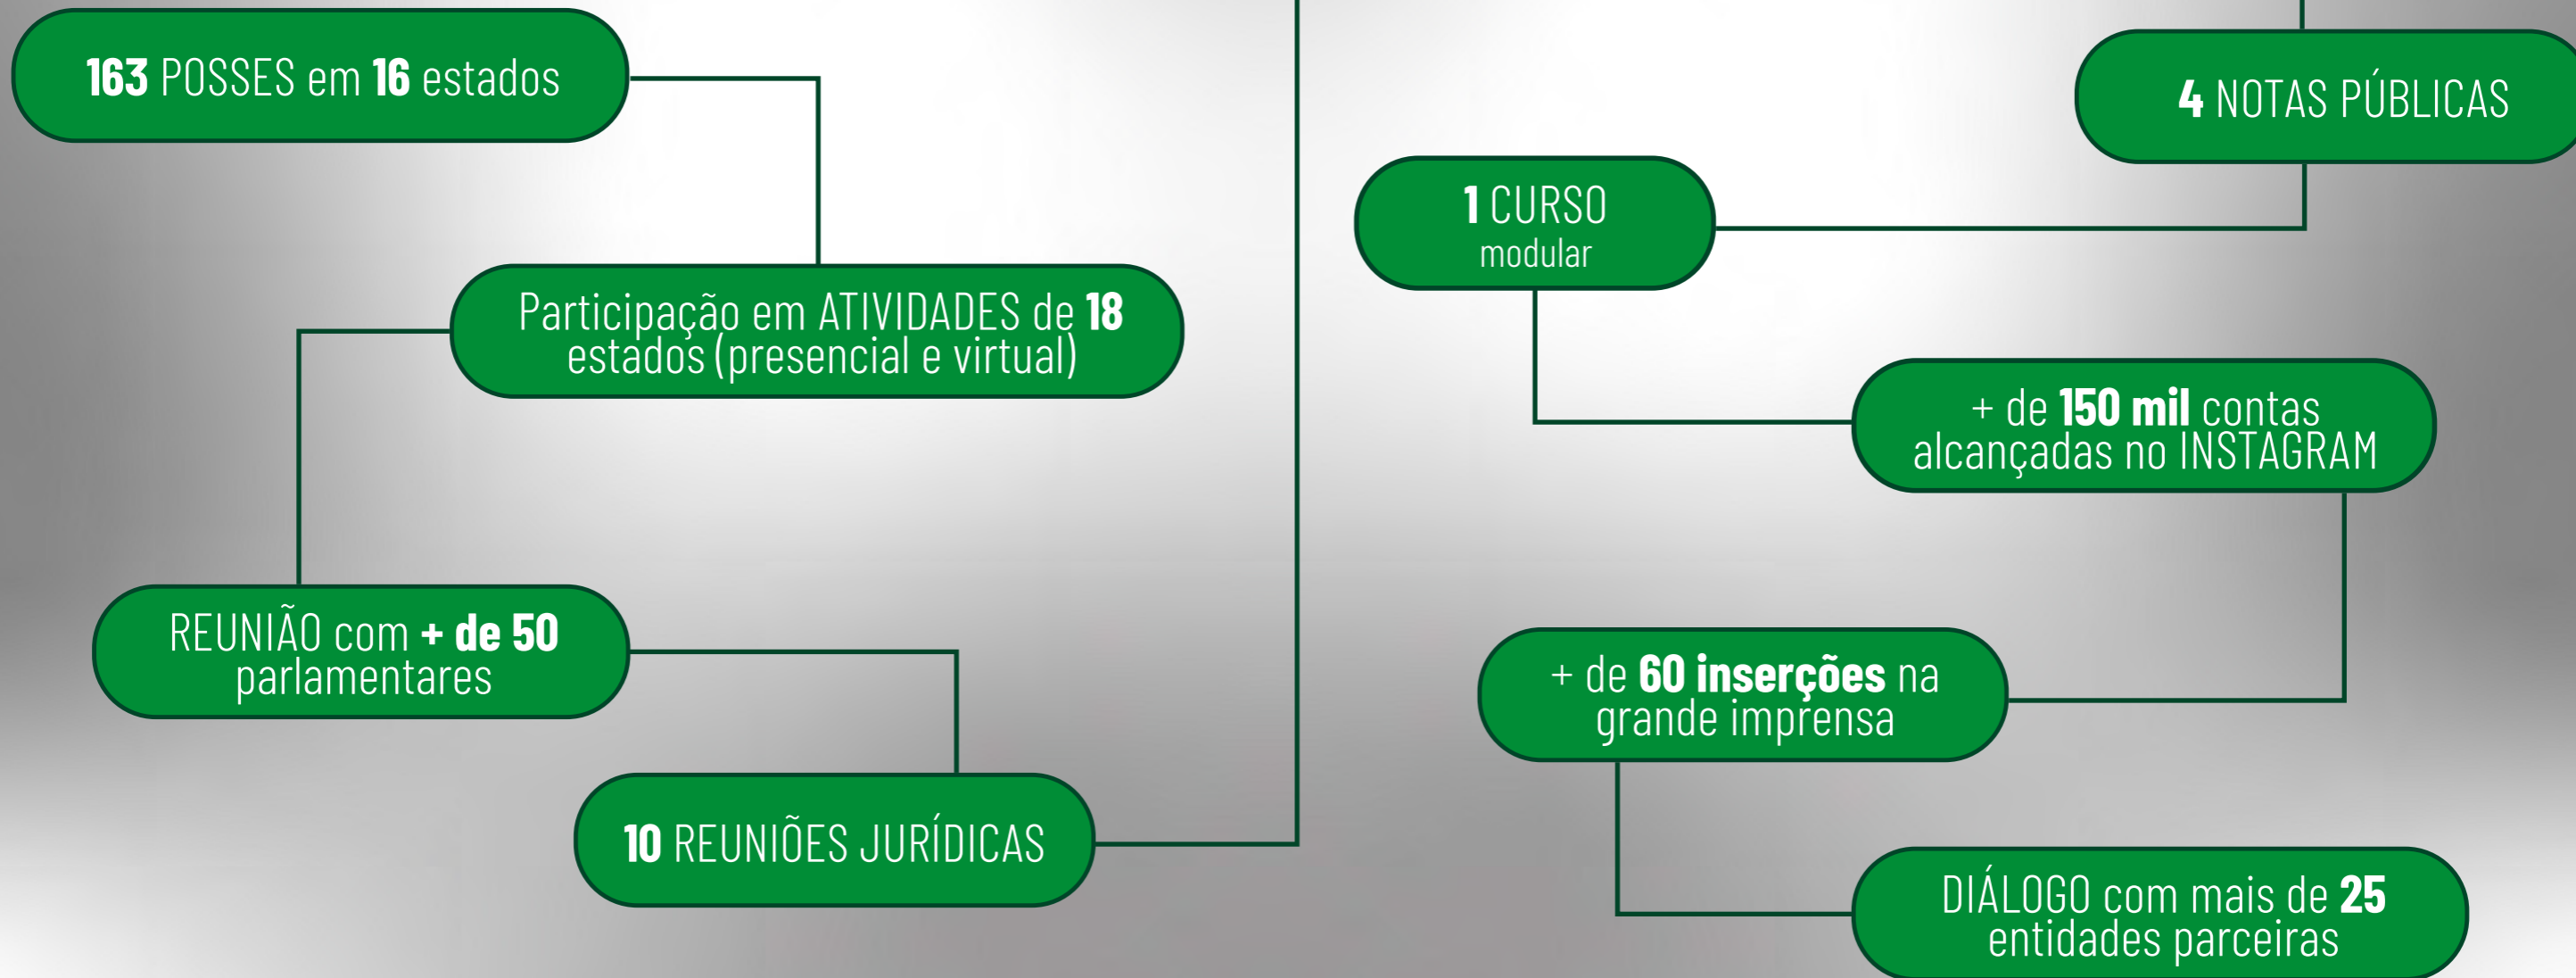 163 POSSES em 16 estados
Participação em ATIVIDADES de 18
estados (presencial e virtual)
REUNIÃO com + de 50
parlamentares
10 REUNIÕES JURÍDICAS
4 NOTAS PÚBLICAS
1 CURSO
modular
+ de 150 mil contas
alcançadas no INSTAGRAM
+ de 60 inserções na
grande imprensa
DIÁLOGO com mais de 25
entidades parceiras